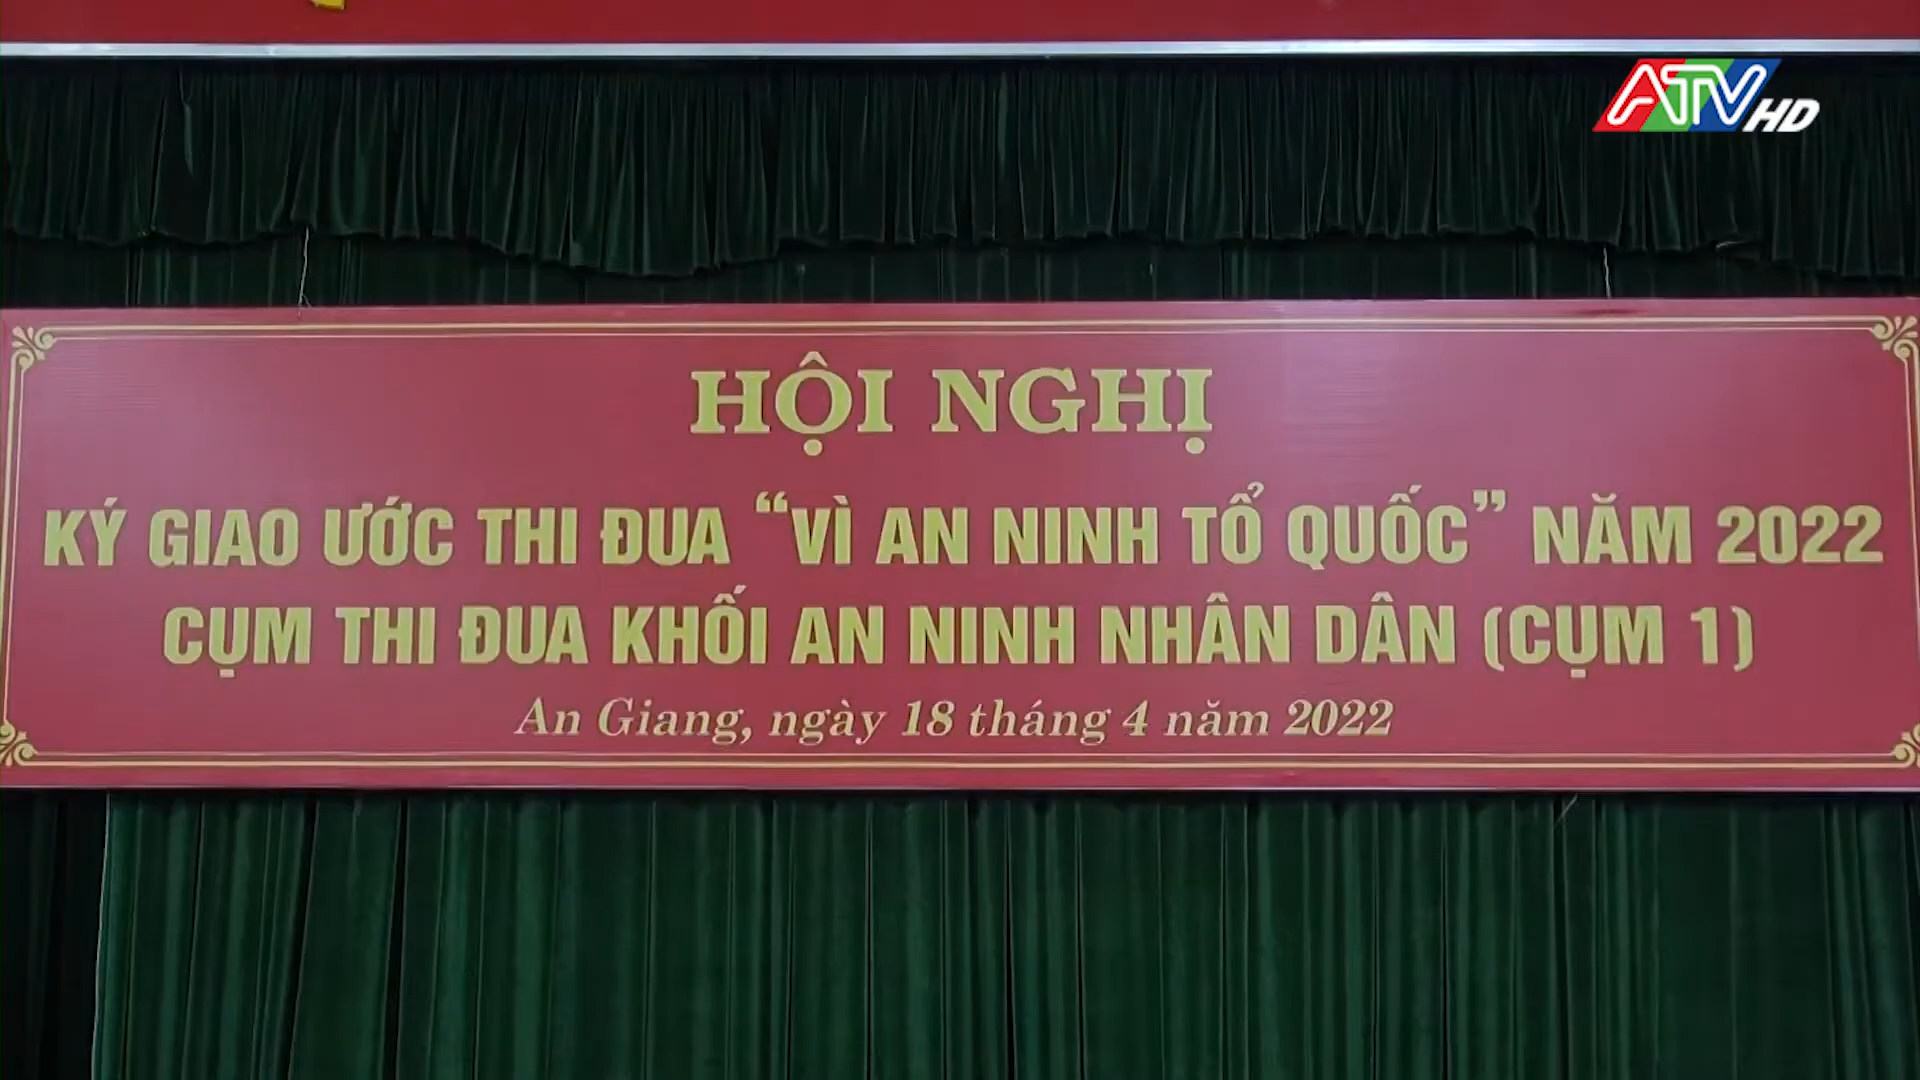 ATV HD
HỘI NGHỊ
KÝ GIAO ƯỚC THI ĐUA “VÌ AN NINH TỔ QUỐC” NĂM 2022
CỤM THI ĐUA KHỐI AN NINH NHÂN DÂN (CỤM 1)
An Giang, ngày 18 tháng 4 năm 2022